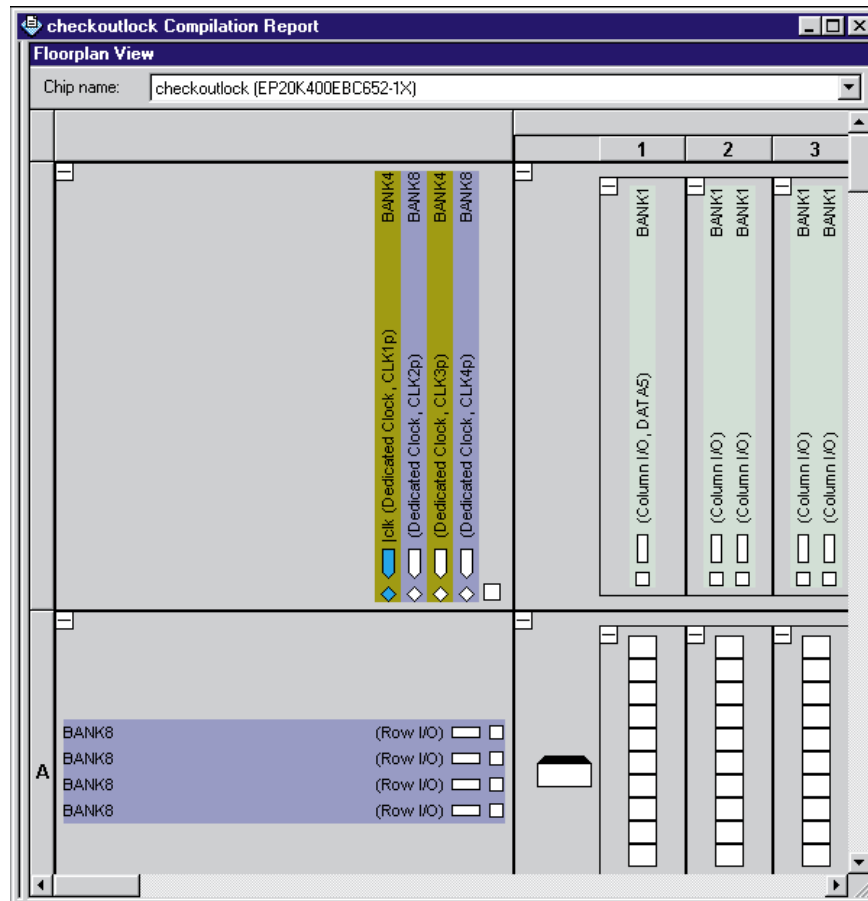 checkoutlock Compilation Report
Floorplan View
Chip name: checkoutlock (EP20K400EBC652-1X)
1 2 3
|clk (Dedicated Clock, CLK1p) BANK4
(Dedicated Clock, CLK2p) BANK8
(Dedicated Clock, CLK3p) BANK4
(Dedicated Clock, CLK4p) BANK8
(Column I/O, DATA5) BANK1
(Column I/O) BANK1
(Column I/O) BANK1
(Column I/O) BANK1
(Column I/O) BANK1
A
BANK8 (Row I/O)
BANK8 (Row I/O)
BANK8 (Row I/O)
BANK8 (Row I/O)